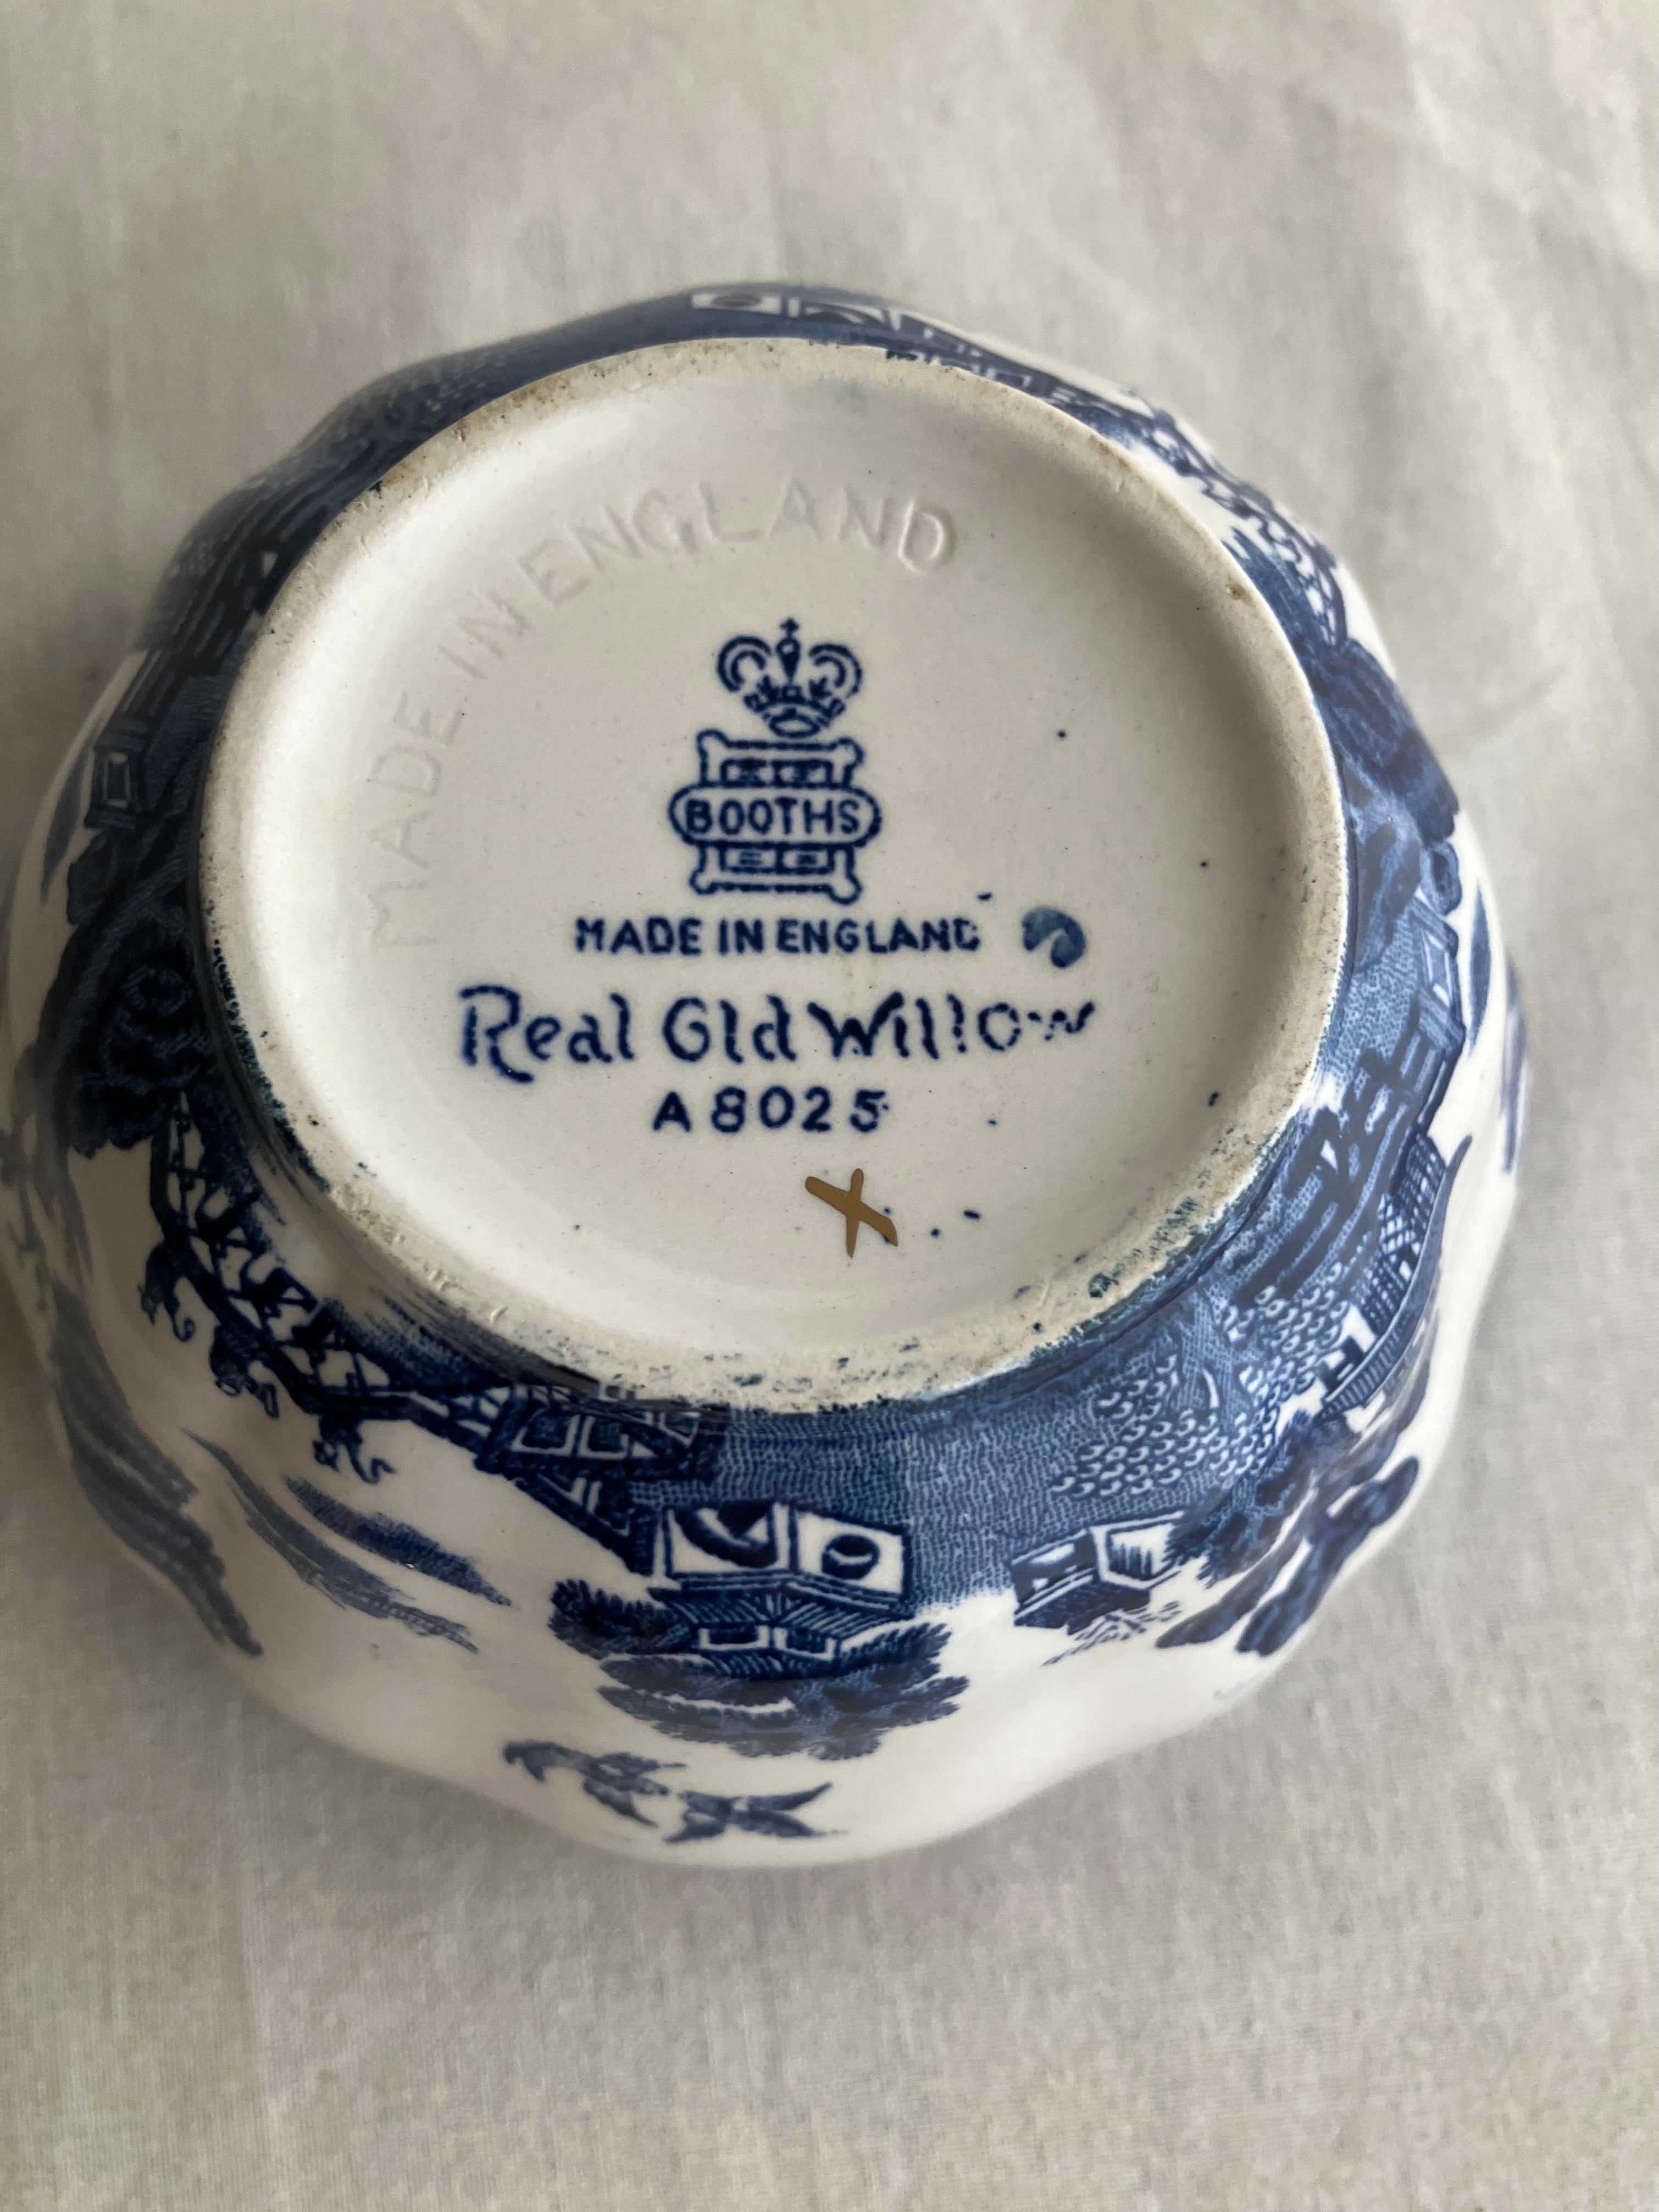 MADE IN ENGLAND
BOOTHS
MADE IN ENGLAND
Real Old Willow
A8025
X